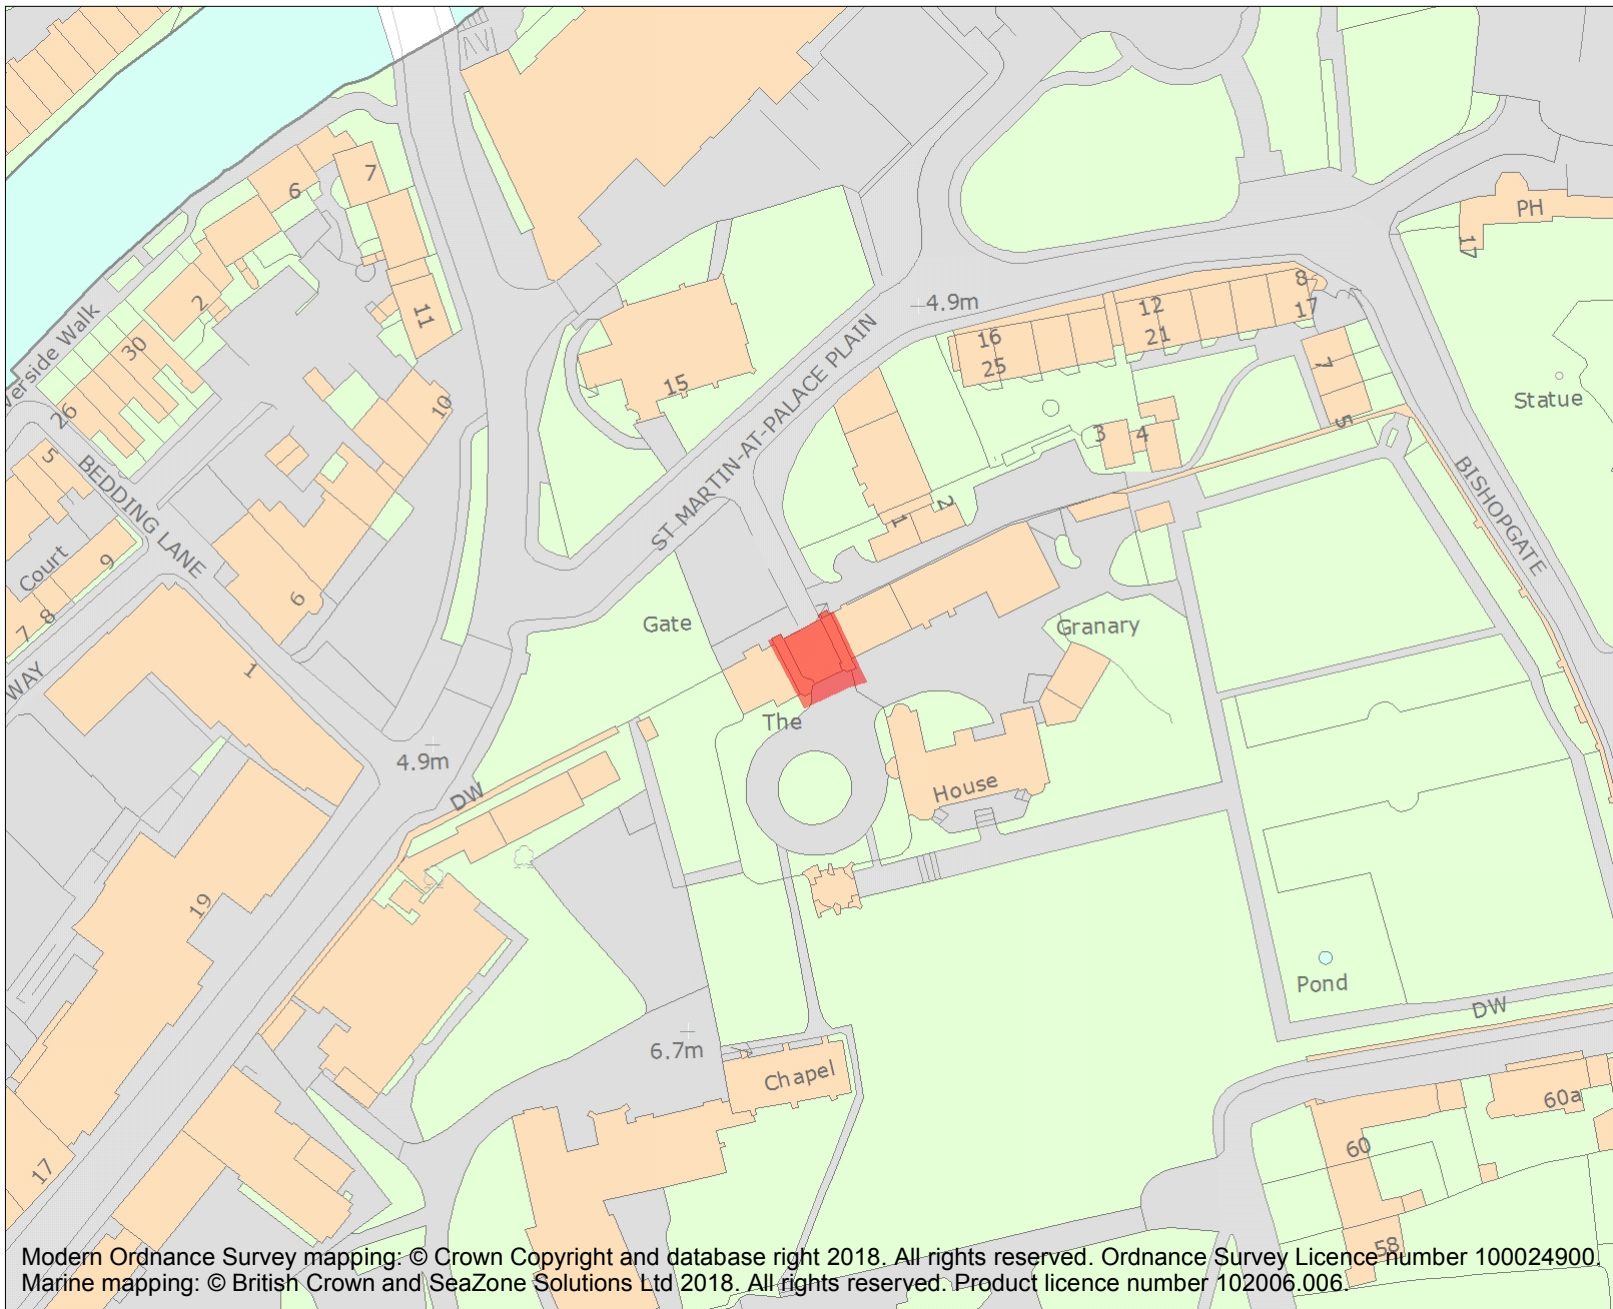 7
6
2
11
30
erside Walk
26
10
5
BEDDING LANE
Court
9
8
7
6
WAY
1
15
ST MARTIN-AT-PALACE PLAIN
4.9m
16
25
12
21
8
17
7
5
3
4
1
2
PH
17
Statue
BISHOPGATE
Gate
Granary
The
House
4.9m
DW
19
17
6.7m
Chapel
Pond
DW
60a
60
58
Modern Ordnance Survey mapping: © Crown Copyright and database right 2018. All rights reserved. Ordnance Survey Licence number 100024900.
Marine mapping: © British Crown and SeaZone Solutions Ltd 2018. All rights reserved. Product licence number 102006.006.